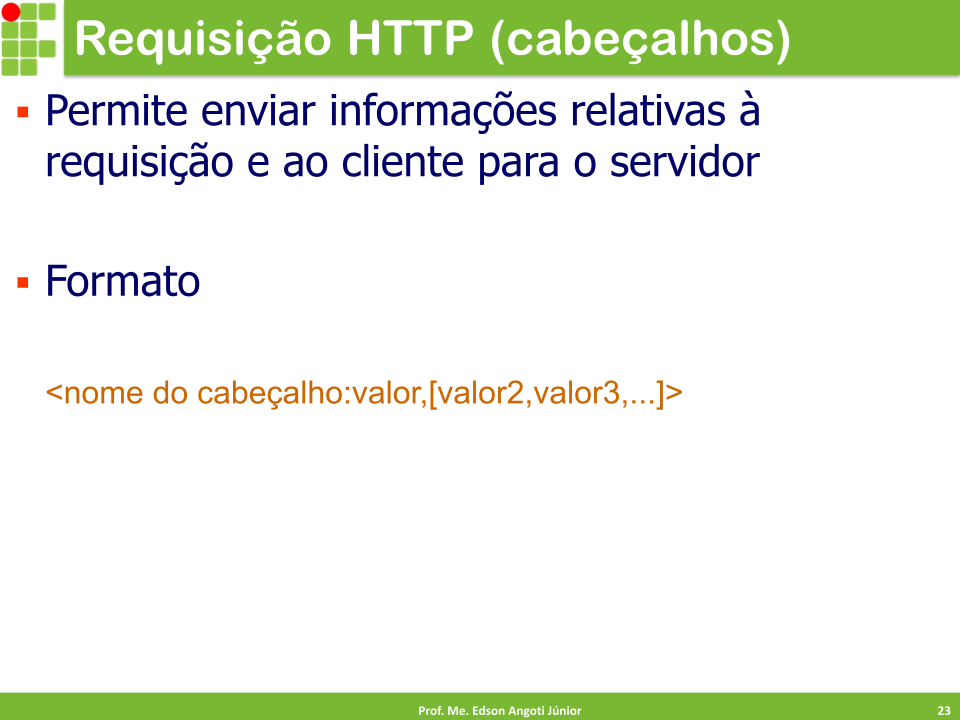 Requisição HTTP (cabeçalhos)
▪ Permite enviar informações relativas à
requisição e ao cliente para o servidor
▪ Formato
<nome do cabeçalho:valor,[valor2,valor3,...]>
Prof. Me. Edson Angoti Júnior
23